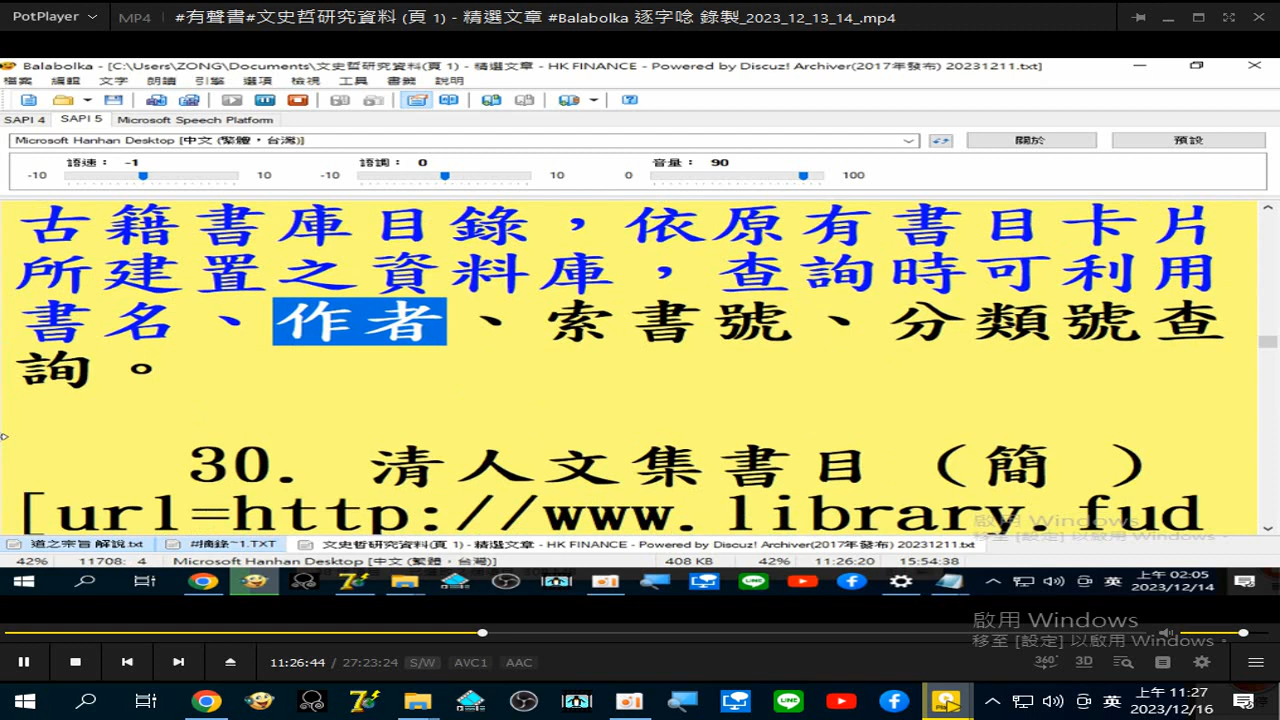 PotPlayer MP4 #有聲書#文史哲研究資料 (頁 1) - 精選文章 #Balabolka 逐字唸 錄製_2023_12_13_14_.mp4
Balabolka - [C:\Users\ZONG\Documents\文史哲研究資料(頁 1) - 精選文章 - HK FINANCE - Powered by Discuz! Archiver(2017年發布) 20231211.txt]
檔案 編輯 文字 朗讀 引擎 選項 檢視 工具 書籤 說明
SAPI 4 SAPI 5 Microsoft Speech Platform
Microsoft Hanhan Desktop [中文 (繁體，台灣)] 關於 預設
語速： -1 語調： 0 音量： 90
-10 10 -10 10 0 100
古籍書庫目錄，依原有書目卡片
所建置之資料庫，查詢時可利用
書名、作者、索書號、分類號查
詢。
30. 清人文集書目（簡 ）
[url=http://www.library.fud.
啟用 Windows
移至 [設定] 以啟用 Windows。
道之宗旨 解說.txt #摘錄~1.TXT 文史哲研究資料(頁 1) - 精選文章 - HK FINANCE - Powered by Discuz! Archiver(2017年發布) 20231211.txt
42% 11708: 4 Microsoft Hanhan Desktop [中文 (繁體，台灣)] 408 KB 42% 11:26:20 15:54:38
英 上午 02:05
2023/12/14
啟用 Windows
移至 [設定] 以啟用 Windows。
11:26:44 / 27:23:24 S/W AVC1 AAC 360° 3D
英 上午 11:27
2023/12/16